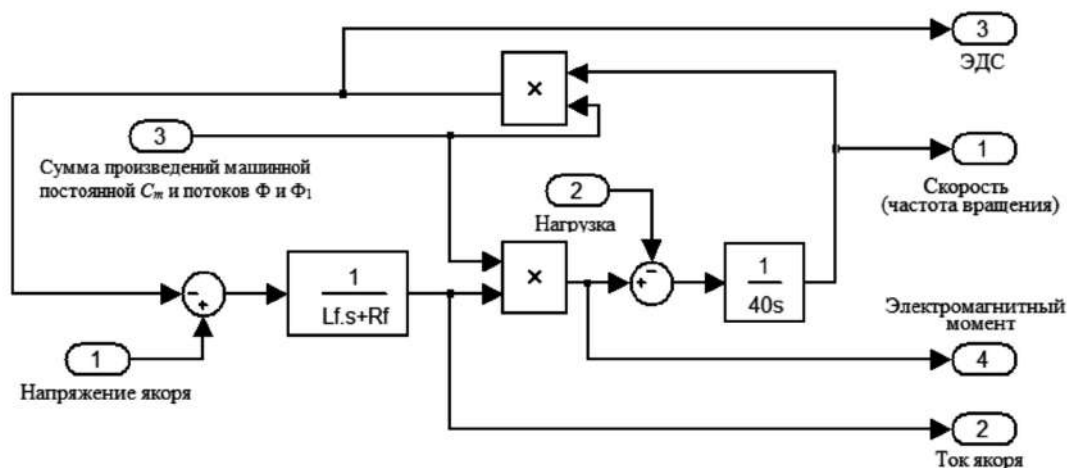 3
ЭДС
×
3
Сумма произведений машинной
постоянной Cm и потоков Ф и Ф1
1
Скорость
(частота вращения)
2
Нагрузка
−
+
1
Lf.s+Rf
×
−
+
1
40s
Электромагнитный
момент
4
1
Напряжение якоря
2
Ток якоря